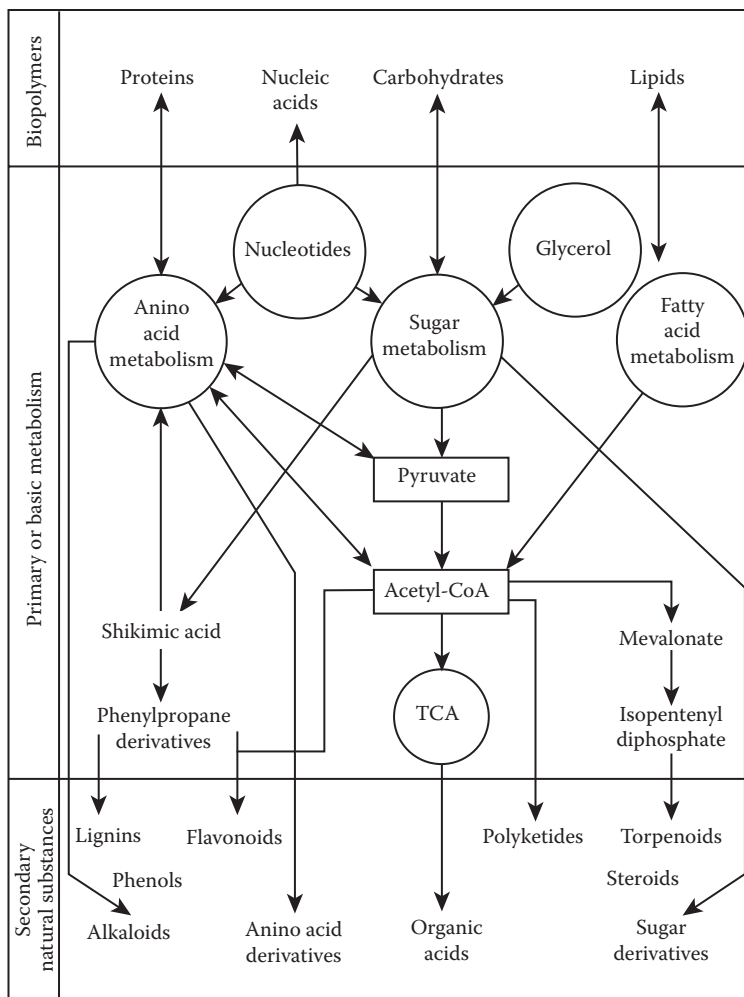 Biopolymers
Proteins
Nucleic
acids
Carbohydrates
Lipids
Primary or basic metabolism
Nucleotides
Glycerol
Anino
acid
metabolism
Sugar
metabolism
Fatty
acid
metabolism
Pyruvate
Acetyl-CoA
Shikimic acid
Mevalonate
Phenylpropane
derivatives
TCA
Isopentenyl
diphosphate
Secondary
natural substances
Lignins
Flavonoids
Polyketides
Torpenoids
Phenols
Steroids
Alkaloids
Anino acid
derivatives
Organic
acids
Sugar
derivatives